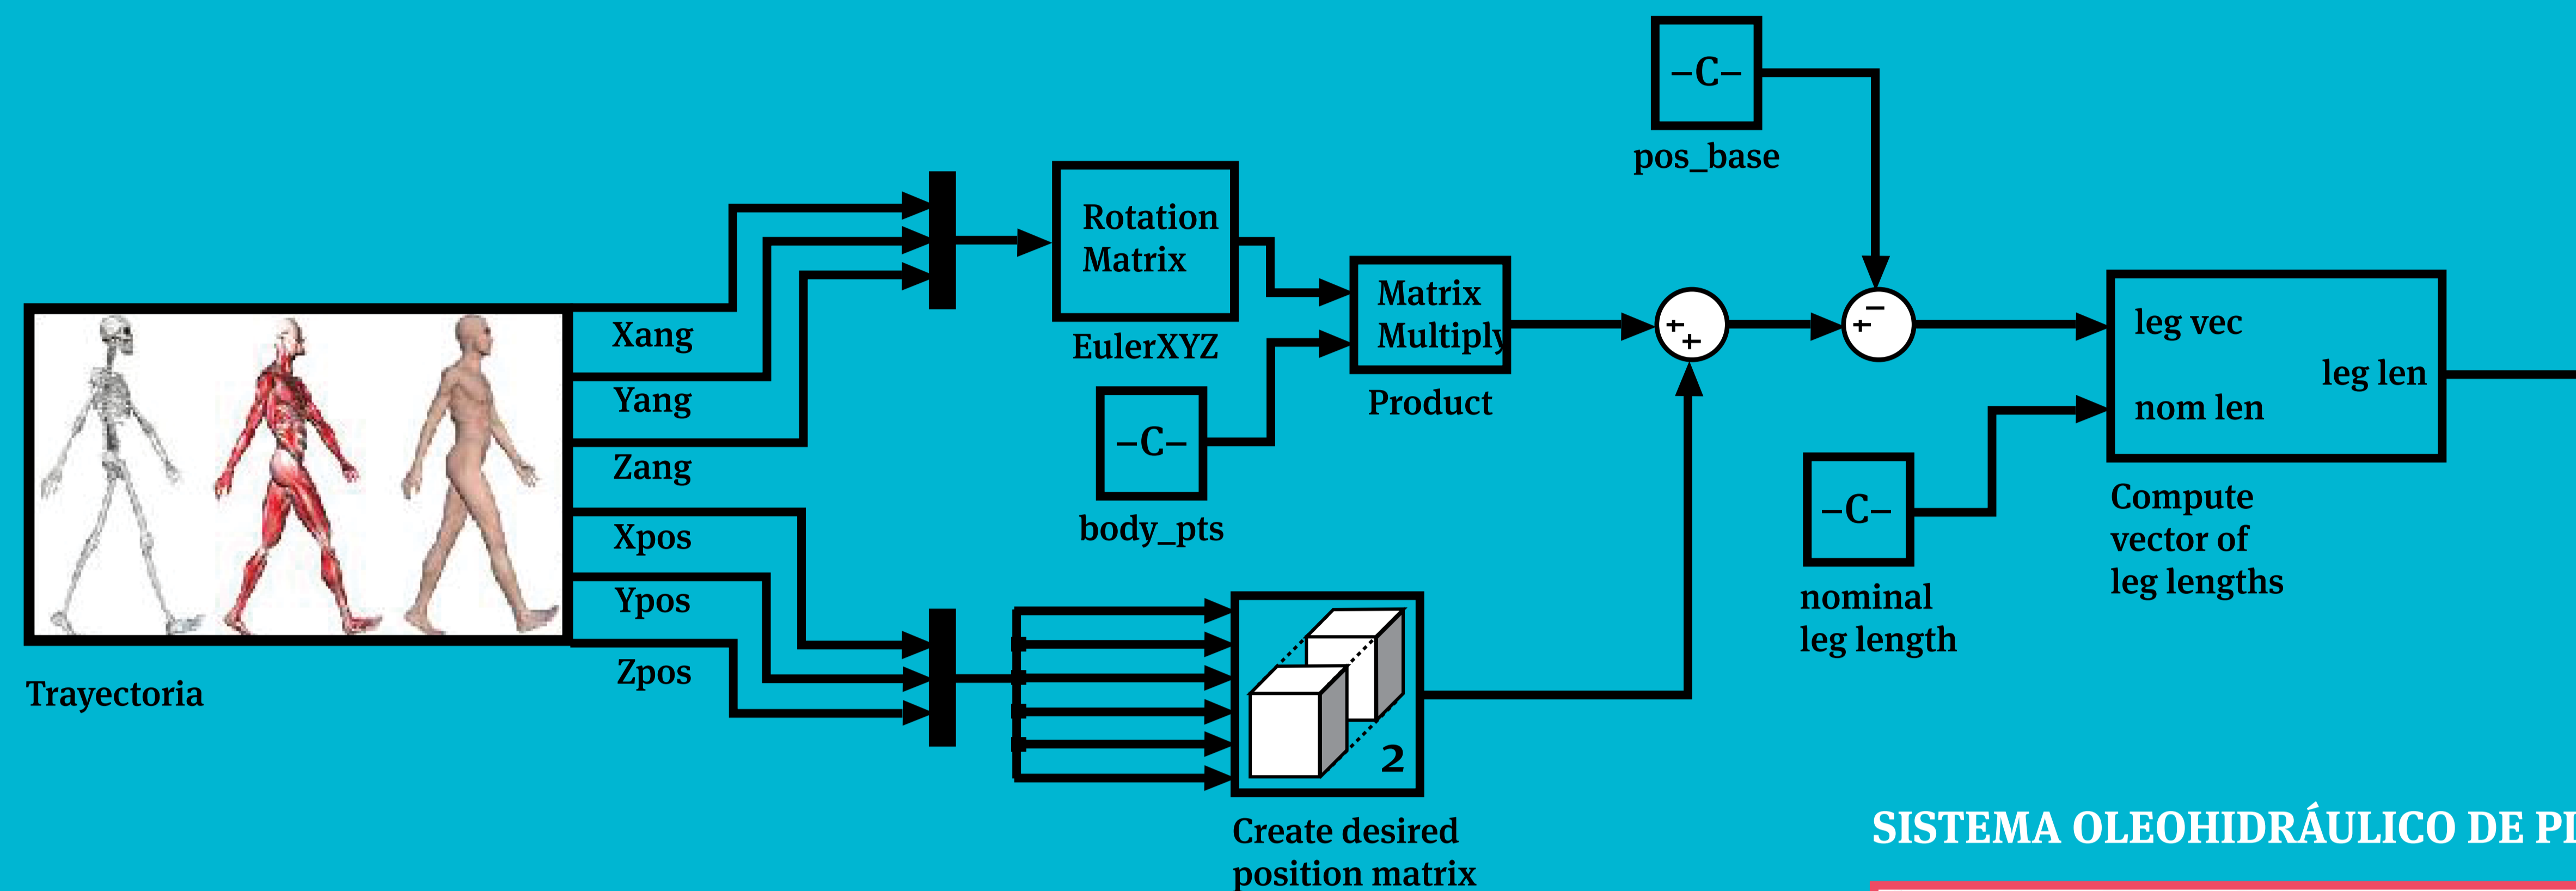 –C–
pos_base
Rotation
Matrix
EulerXYZ
Matrix
Multiply
Product
–C–
body_pts
Xang
Yang
Zang
Xpos
Ypos
Zpos
Trayectoria
+
+
–
+
leg vec
leg len
nom len
Compute
vector of
leg lengths
–C–
nominal
leg length
2
Create desired
position matrix
SISTEMA OLEOHIDRÁULICO DE